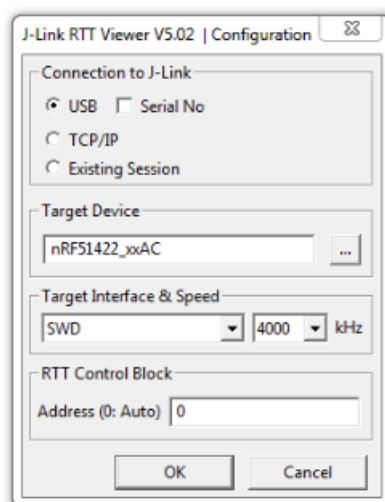 J-Link RTT Viewer V5.02 | Configuration
Connection to J-Link
USB Serial No
TCP/IP
Existing Session
Target Device
nRF51422_xxAC ...
Target Interface & Speed
SWD 4000 kHz
RTT Control Block
Address (0: Auto) 0
OK Cancel